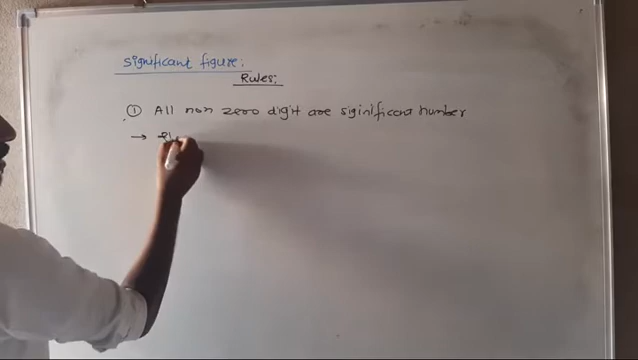 Significant figure:
Rules:
① All non zero digit are siginificant number
→